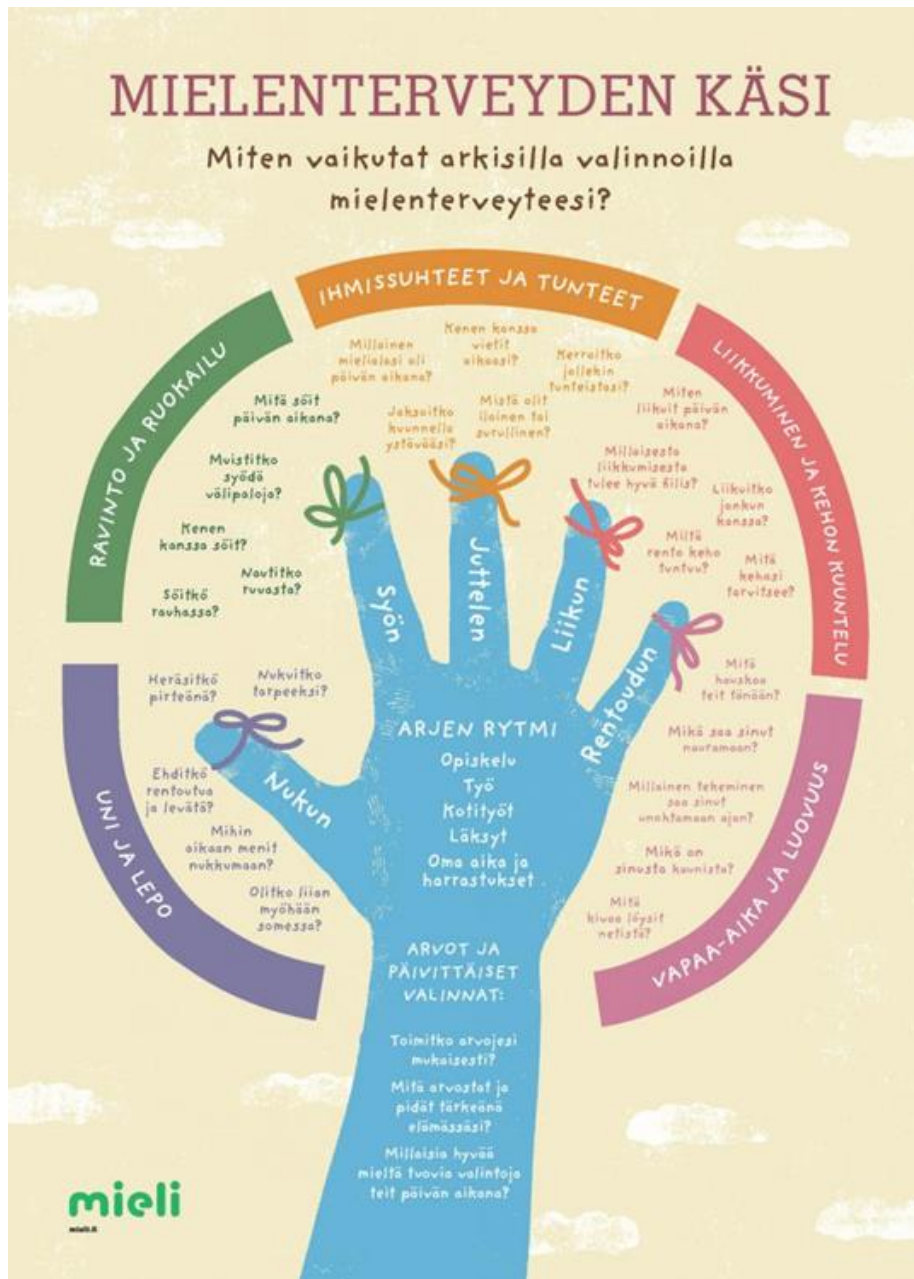 MIELENTERVEYDEN KÄSI
Miten vaikutat arkisilla valinnoilla
mielenterveyteesi?
IHMISSUHTEET JA TUNTEET
Millainen
mielialasi oli
päivän aikana?
Kenen kanssa
vietit
aikaasi?
Kerroitko
jollekin
tunteistasi?
Jaksoitko
kuunnella
ystävääsi?
Mistä olit
iloinen tai
surullinen?
RAVINTO JA RUOKAILU
Mitä söit
päivän aikana?
Muistitko
syödä
välipaloja?
Kenen
kanssa söit?
Nautitko
ruuasta?
Söitkö
rauhassa?
LIIKKUMINEN JA KEHON KUUNTELU
Miten
liikuit päivän
aikana?
Millaisesta
liikkumisesta
tulee hyvä fiilis?
Liikuitko
jonkun
kanssa?
Miltä
rento keho
tuntuu?
Mitä
kehosi
tarvitsee?
UNI JA LEPO
Heräsitkö
pirteänä?
Nukuitko
tarpeeksi?
Ehditkö
rentoutua
ja levätä?
Mihin
aikaan menit
nukkumaan?
Olitko liian
myöhään
somessa?
VAPAA-AIKA JA LUOVUUS
Mitä
hauskaa
teit tänään?
Mikä saa sinut
nauramaan?
Millainen tekeminen
saa sinut
unohtamaan ajan?
Mikä on
sinusta kaunista?
Mitä
kivaa löysit
netistä?
Nukun
Syön
Juttelen
Liikun
Rentoudun
ARJEN RYTMI
Opiskelu
Työ
Kotityöt
Läksyt
Oma aika ja
harrastukset
ARVOT JA
PÄIVITTÄISET
VALINNAT:
Toimitko arvojesi
mukaisesti?
Mitä arvostat ja
pidät tärkeänä
elämässäsi?
Millaisia hyvää
mieltä tuovia valintoja
teit päivän aikana?
mieli
mieli.fi